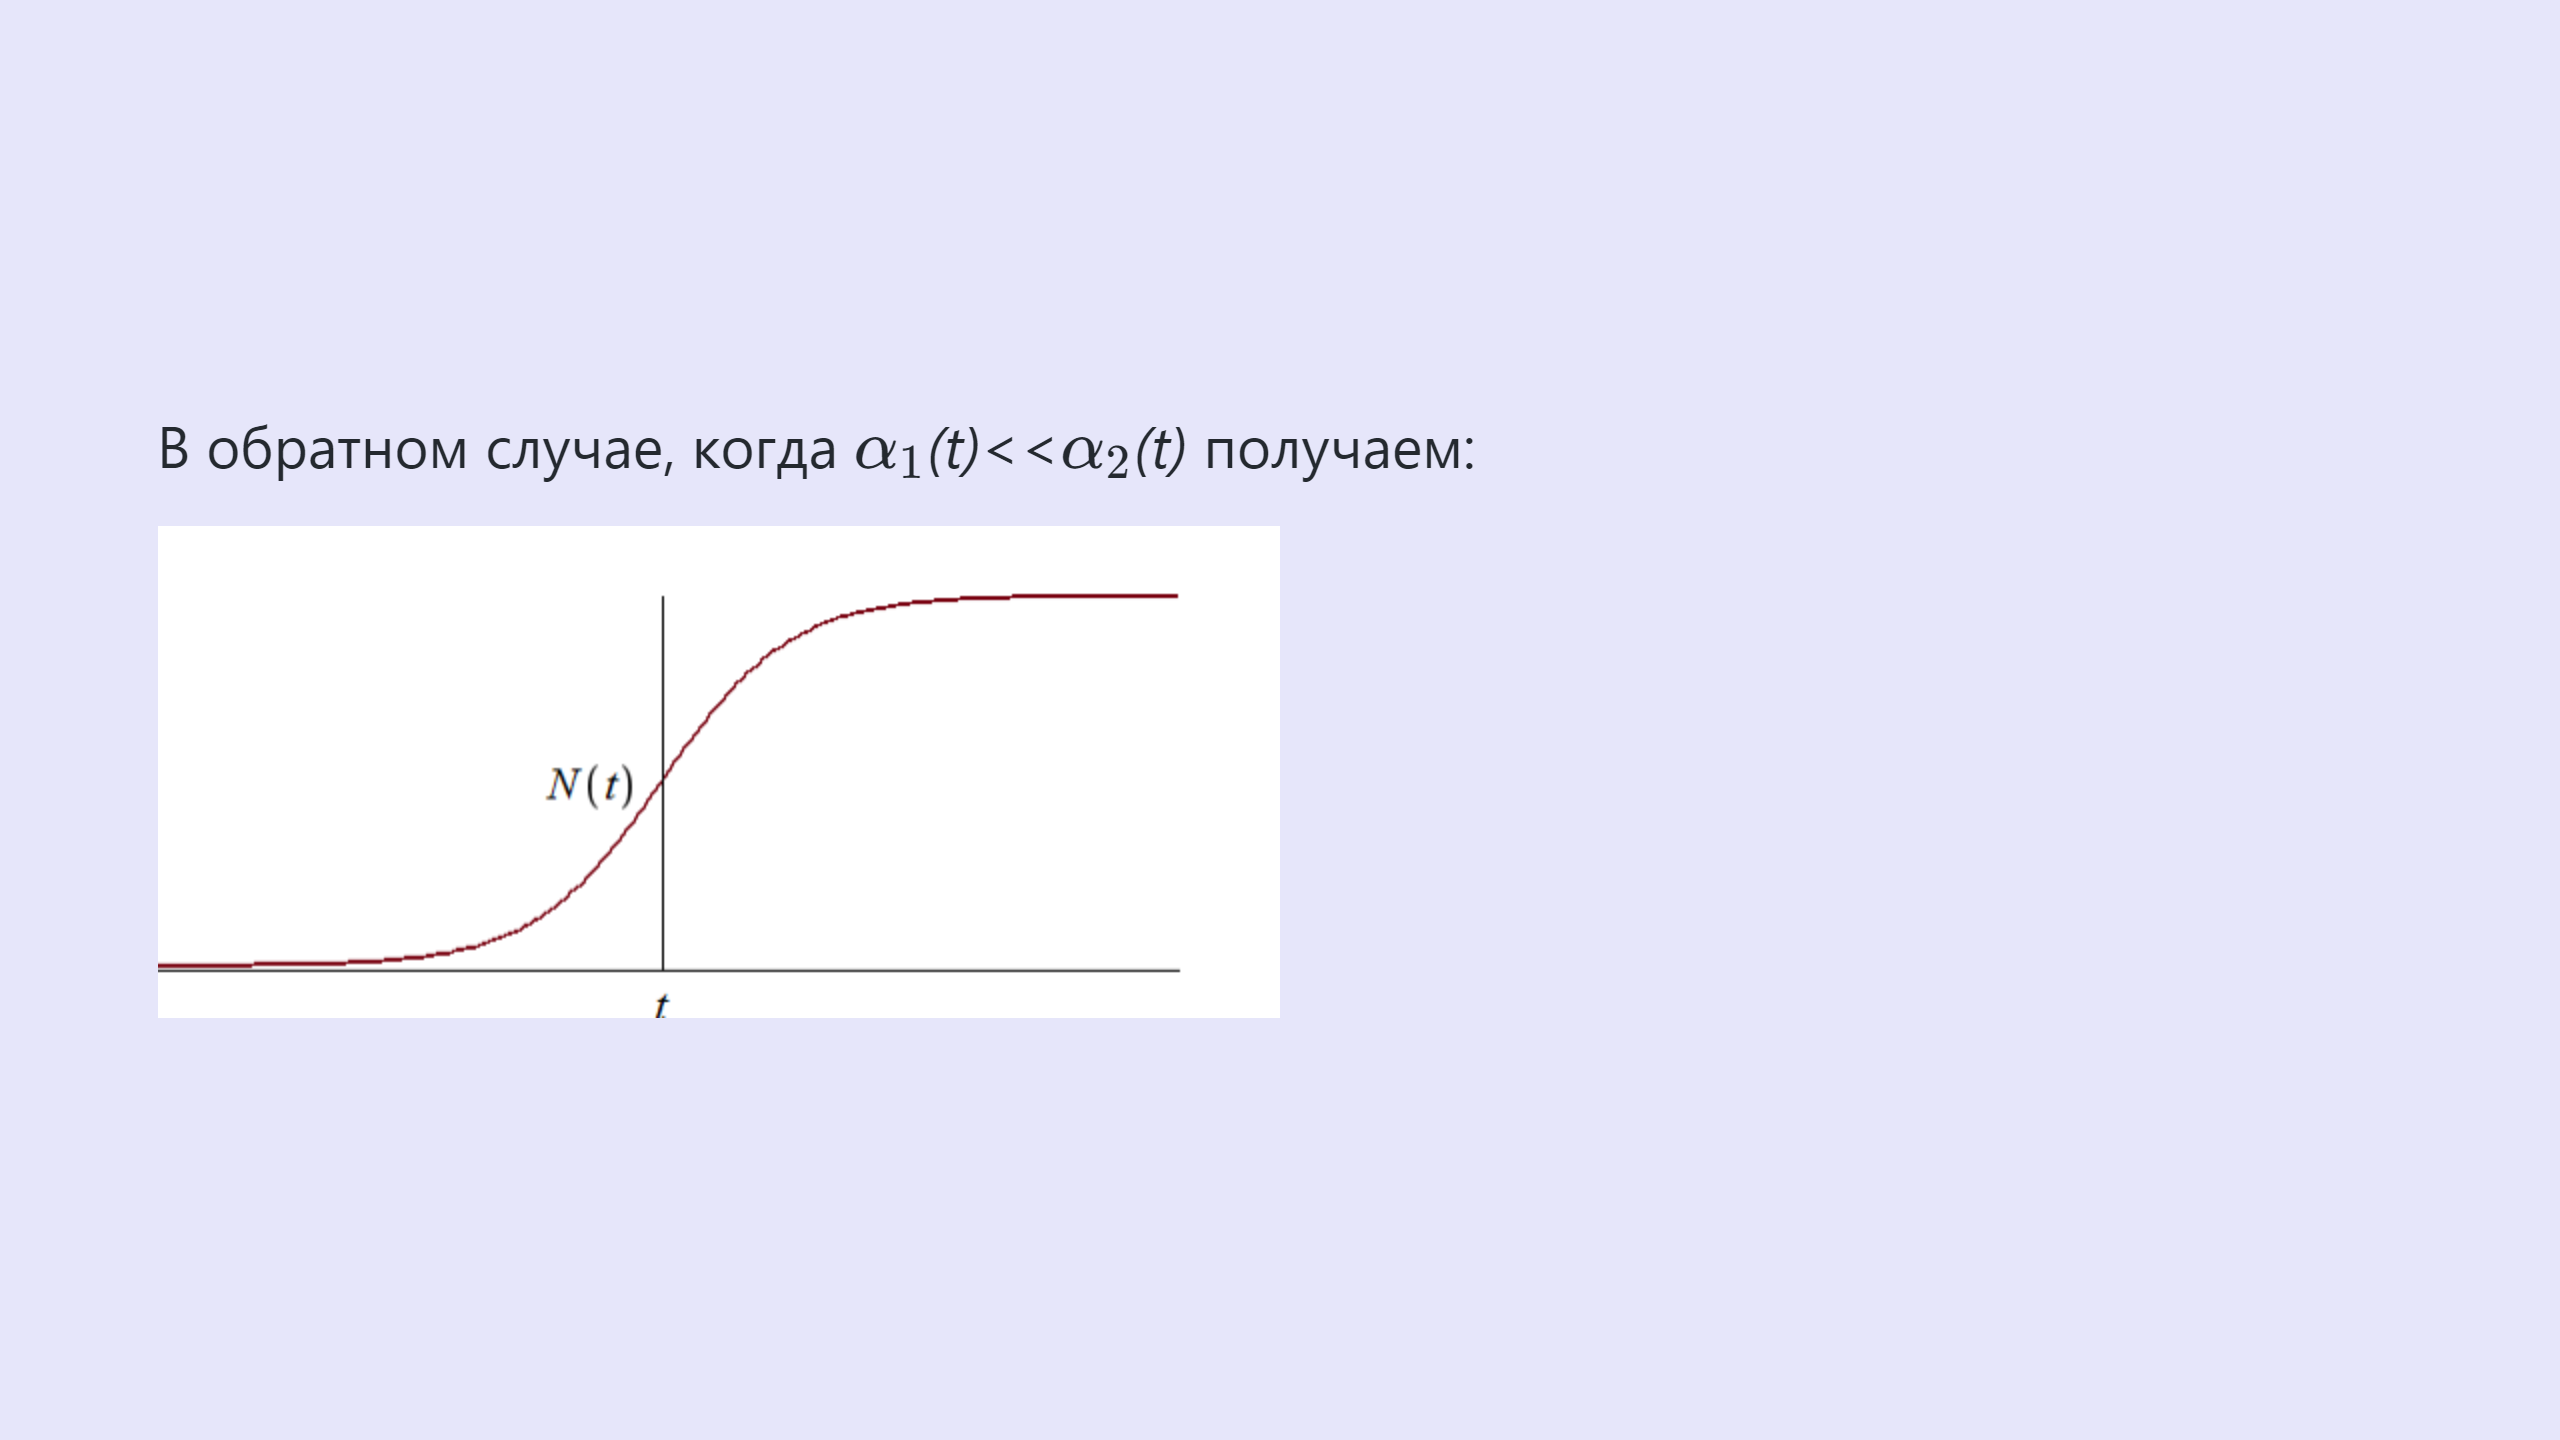 В обратном случае, когда α₁(t)<<α₂(t) получаем:
N(t)
t